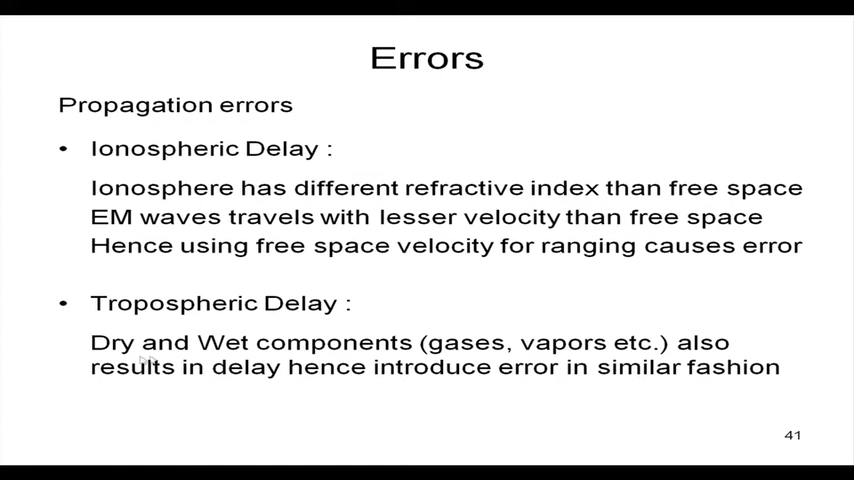 Errors
Propagation errors
• Ionospheric Delay :
Ionosphere has different refractive index than free space
EM waves travels with lesser velocity than free space
Hence using free space velocity for ranging causes error
• Tropospheric Delay :
Dry and Wet components (gases, vapors etc.) also
results in delay hence introduce error in similar fashion
41